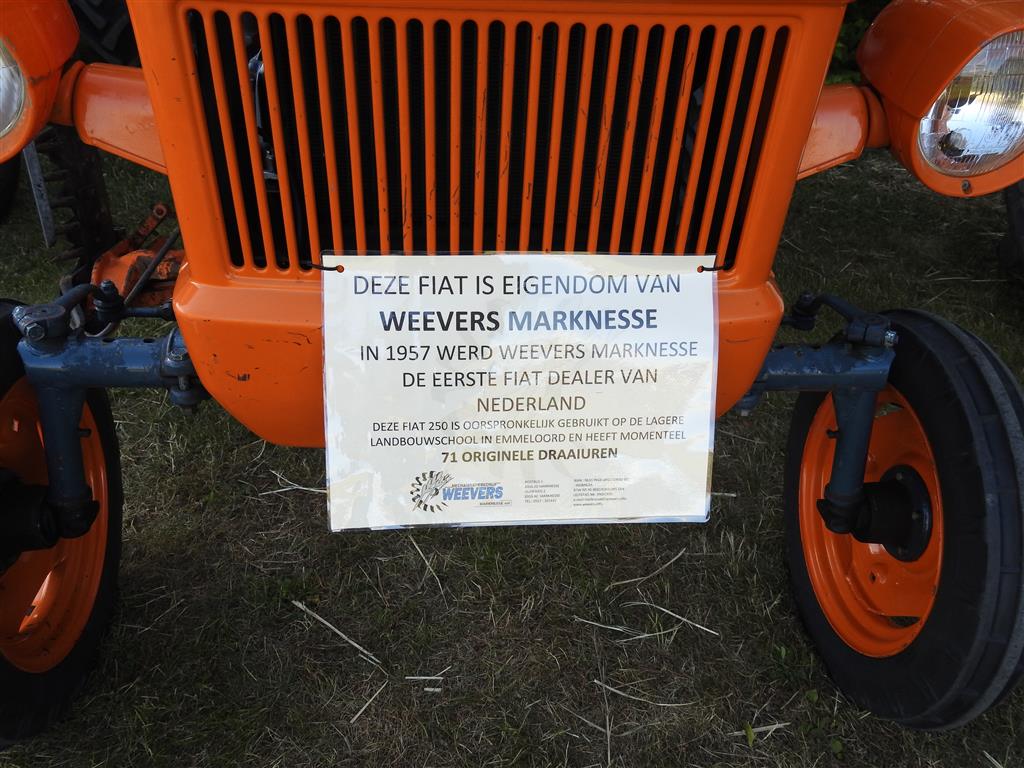 DEZE FIAT IS EIGENDOM VAN
WEEVERS MARKNESSE
IN 1957 WERD WEEVERS MARKNESSE
DE EERSTE FIAT DEALER VAN
NEDERLAND
DEZE FIAT 250 IS OORSPRONKELIJK GEBRUIKT OP DE LAGERE
LANDBOUWSCHOOL IN EMMELOORD EN HEEFT MOMENTEEL
71 ORIGINELE DRAAIUREN
MECHANISATIEBEDRIJF
WEEVERS